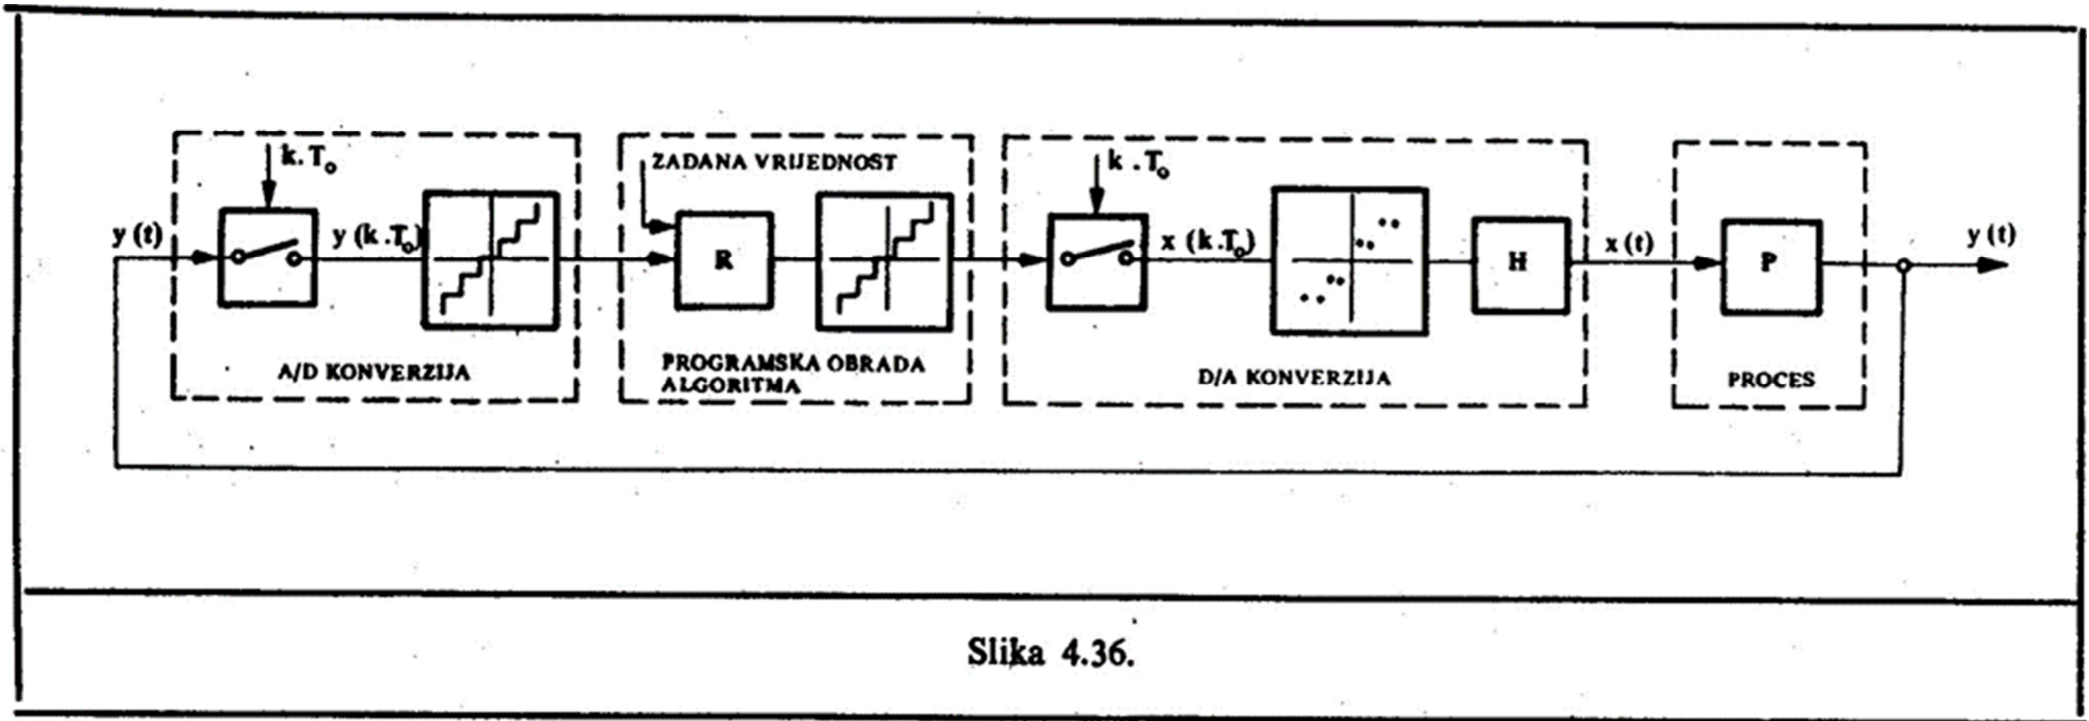 k.T₀
y (t)
y (k.T₀)
A/D KONVERZIJA
ZADANA VRIJEDNOST
R
PROGRAMSKA OBRADA
ALGORITMA
k.T₀
x (k.T₀)
H
D/A KONVERZIJA
x (t)
P
PROCES
y (t)
Slika 4.36.